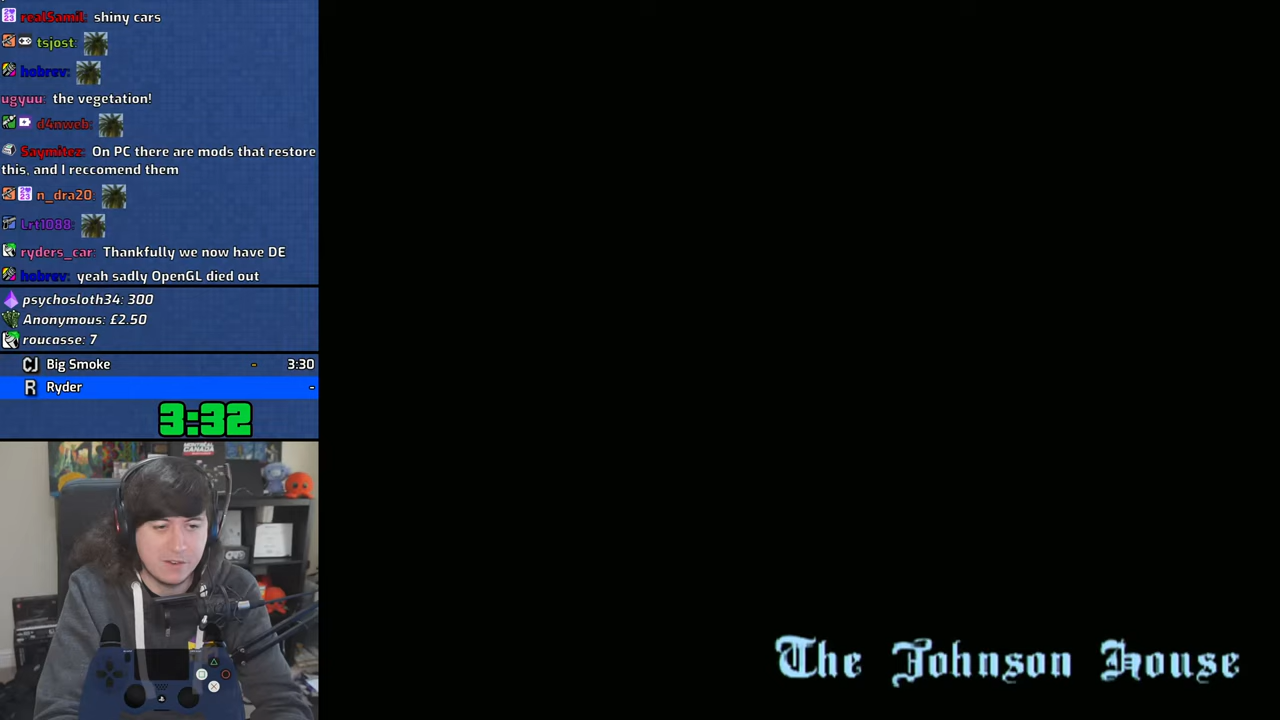 realSamil: shiny cars
tsjost:
hobrev:
ugyuu: the vegetation!
d4nweb:
Saymitez: On PC there are mods that restore
this, and I reccomend them
n_dra20:
Lrt1088:
ryders_car: Thankfully we now have DE
hobrev: yeah sadly OpenGL died out
psychosloth34: 300
Anonymous: £2.50
roucasse: 7
CJ Big Smoke - 3:30
R Ryder -
3:32
The Johnson House